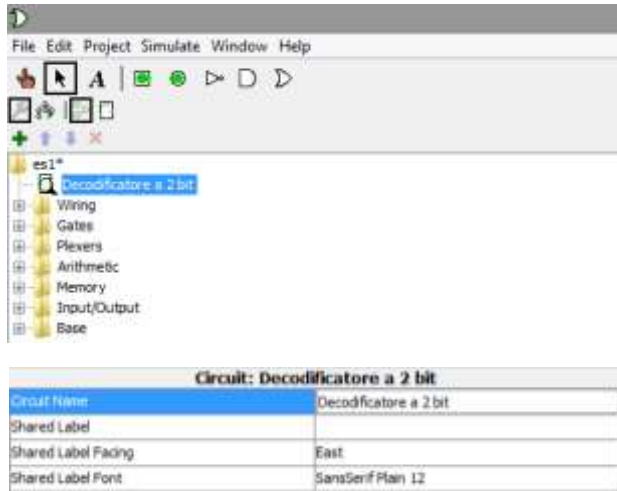 File Edit Project Simulate Window Help
A
es1*
Decodificatore a 2 bit
Wiring
Gates
Plexers
Arithmetic
Memory
Input/Output
Base
Circuit: Decodificatore a 2 bit
Circuit Name Decodificatore a 2 bit
Shared Label
Shared Label Facing East
Shared Label Font SansSerif Plain 12